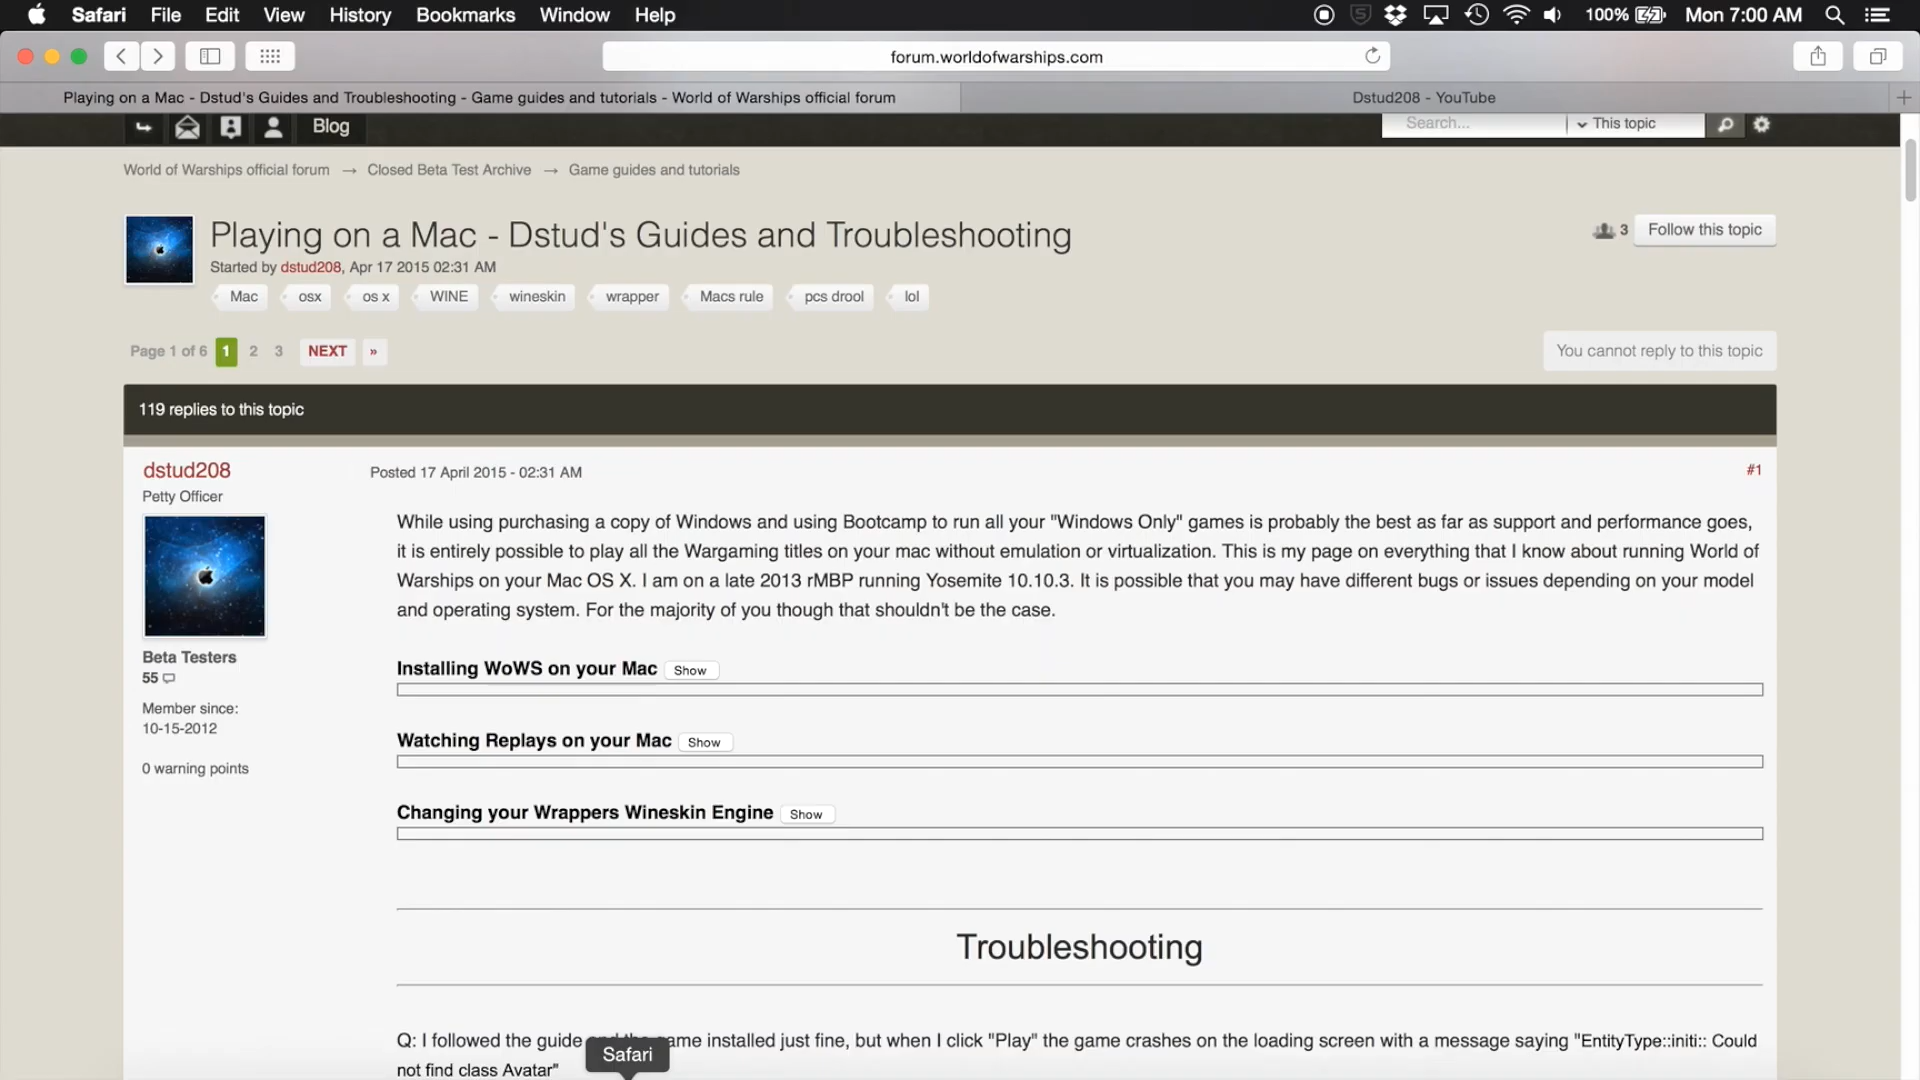 Safari File Edit View History Bookmarks Window Help 100% Mon 7:00 AM
forum.worldofwarships.com
Playing on a Mac - Dstud's Guides and Troubleshooting - Game guides and tutorials - World of Warships official forum
Dstud208 - YouTube
Blog
Search... This topic
World of Warships official forum → Closed Beta Test Archive → Game guides and tutorials
Playing on a Mac - Dstud's Guides and Troubleshooting
3 Follow this topic
Started by dstud208, Apr 17 2015 02:31 AM
Mac osx os x WINE wineskin wrapper Macs rule pcs drool lol
Page 1 of 6 1 2 3 NEXT »
You cannot reply to this topic
119 replies to this topic
dstud208
Petty Officer
Beta Testers
55
Member since:
10-15-2012
0 warning points
Posted 17 April 2015 - 02:31 AM
#1
While using purchasing a copy of Windows and using Bootcamp to run all your "Windows Only" games is probably the best as far as support and performance goes,
it is entirely possible to play all the Wargaming titles on your mac without emulation or virtualization. This is my page on everything that I know about running World of
Warships on your Mac OS X. I am on a late 2013 rMBP running Yosemite 10.10.3. It is possible that you may have different bugs or issues depending on your model
and operating system. For the majority of you though that shouldn't be the case.
Installing WoWS on your Mac Show
Watching Replays on your Mac Show
Changing your Wrappers Wineskin Engine Show
Troubleshooting
Q: I followed the guide and the game installed just fine, but when I click "Play" the game crashes on the loading screen with a message saying "EntityType::initi:: Could
not find class Avatar"
Safari